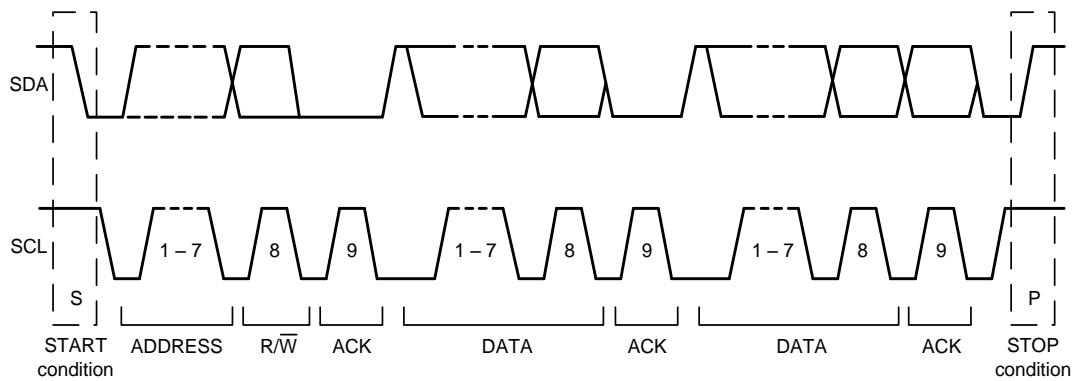 SDA
SCL
1 – 7 8 9 1 – 7 8 9 1 – 7 8 9
S P
START condition
ADDRESS
R/W̅
ACK
DATA
ACK
DATA
ACK
STOP condition